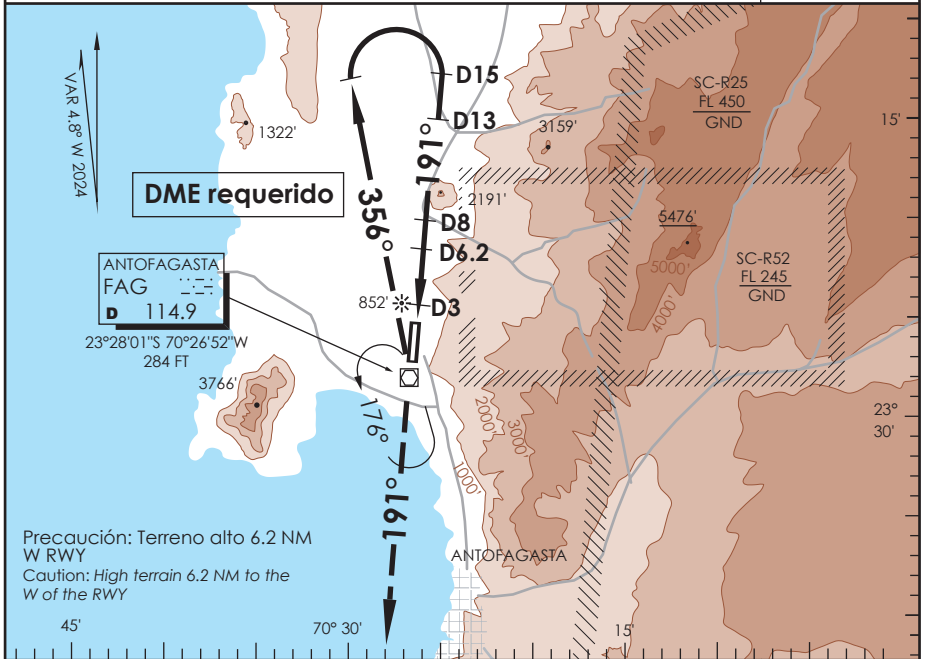 VAR 4.8° W 2024
1322'
DME requerido
356°
191°
D15
D13
3159'
2191'
D8
D6.2
852'
D3
SC-R25
FL 450
GND
15'
5476'
5000'
4000'
SC-R52
FL 245
GND
ANTOFAGASTA
FAG
D 114.9
23°28'01"S 70°26'52"W
284 FT
3766'
176°
191°
2000'
3000'
1000'
23°
30'
ANTOFAGASTA
Precaución: Terreno alto 6.2 NM
W RWY
Caution: High terrain 6.2 NM to the
W of the RWY
45'
70° 30'
15'